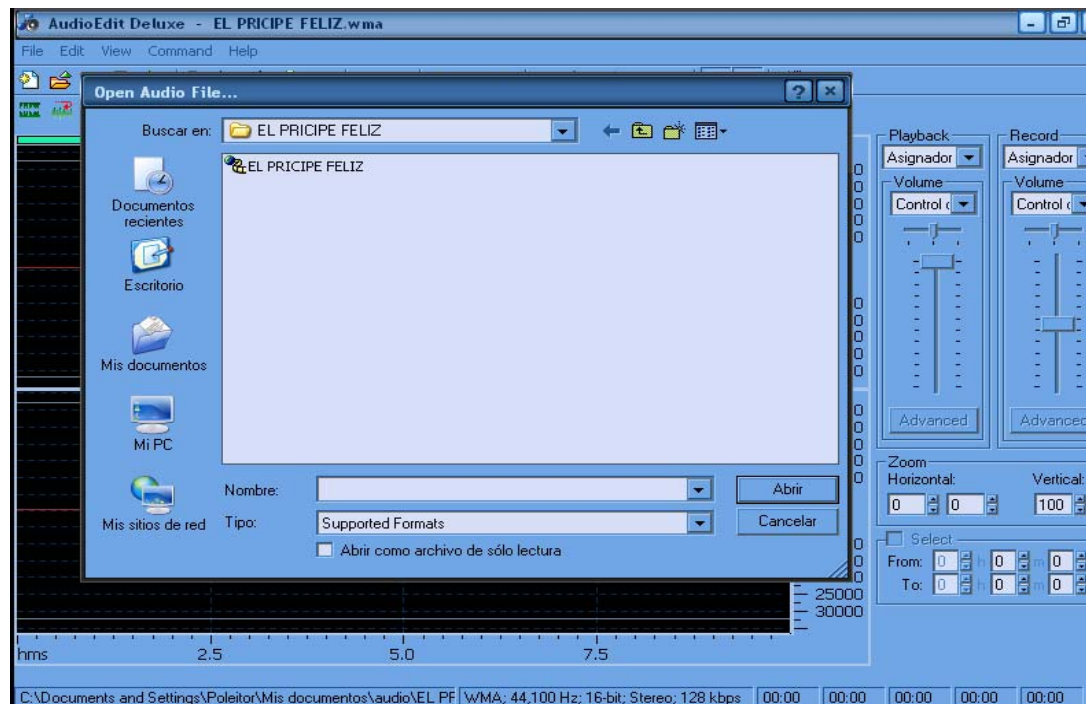 AudioEdit Deluxe - EL PRICIPE FELIZ.wma
File Edit View Command Help
Open Audio File...
Buscar en: EL PRICIPE FELIZ
EL PRICIPE FELIZ
Documentos recientes
Escritorio
Mis documentos
Mi PC
Mis sitios de red
Nombre:
Abrir
Tipo: Supported Formats
Cancelar
Abrir como archivo de sólo lectura
Playback
Record
Asignador
Asignador
Volume
Volume
Control
Control
Advanced
Advanced
Zoom
Horizontal:
Vertical:
0 0 100
Select
From: 0 h 0 m 0
To: 0 h 0 m 0
25000
30000
hms 2.5 5.0 7.5
C:\Documents and Settings\Poleitor\Mis documentos\audio\EL PF WMA; 44,100 Hz; 16-bit; Stereo; 128 kbps 00:00 00:00 00:00 00:00 00:00